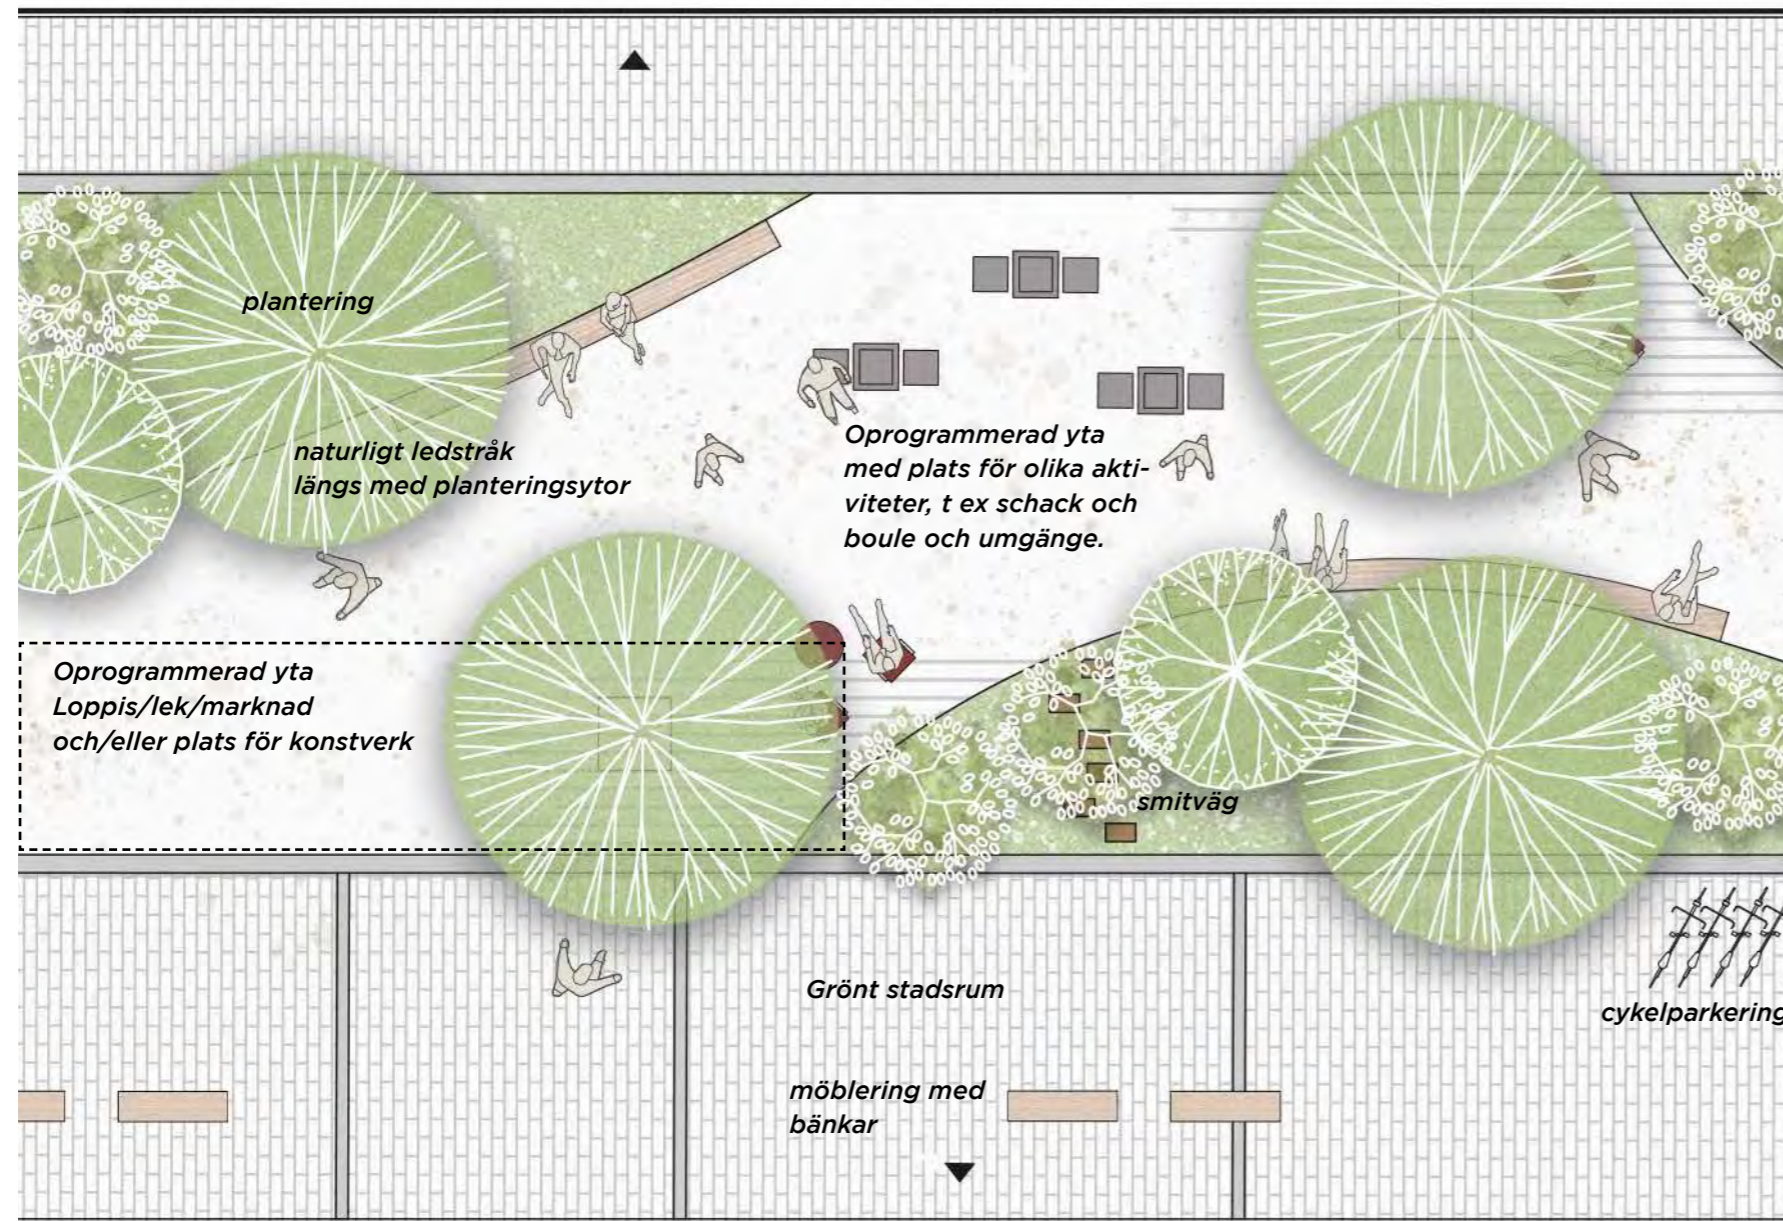 plantering
naturligt ledstråk
längs med planteringsytor
Oprogrammerad yta
med plats för olika akti-
viteter, t ex schack och
boule och umgänge.
Oprogrammerad yta
Loppis/lek/marknad
och/eller plats för konstverk
smitväg
Grönt stadsrum
cykelparkering
möblering med
bänkar